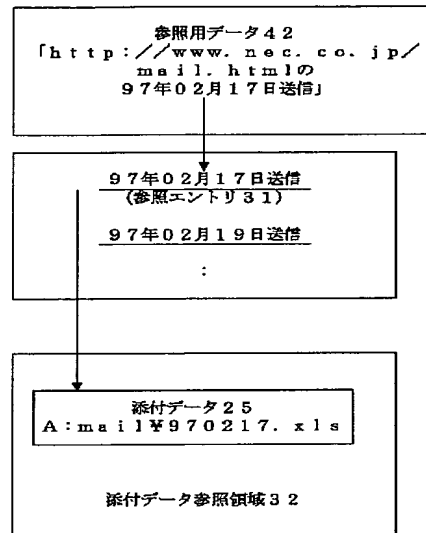 参照用データ42
「http://www.nec.co.jp/
mail.htmlの
97年02月17日送信」
97年02月17日送信
(参照エントリ31)
97年02月19日送信
:
添付データ25
A:mail¥970217.xls
添付データ参照領域32